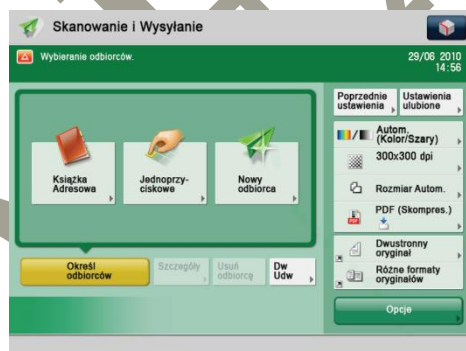 Skanowanie i Wysyłanie
Wybieranie odbiorców.
29/06 2010
14:56
Poprzednie
ustawienia
Ustawienia
ulubione
Książka
Adresowa
Jednoprzy-
ciskowe
Nowy
odbiorca
Autom.
(Kolor/Szary)
300x300 dpi
Rozmiar Autom.
PDF (Skompres.)
Dwustronny
oryginał
Różne formaty
oryginałów
Określ
odbiorców
Szczegóły
Usuń
odbiorcę
Dw
Udw
Opcje